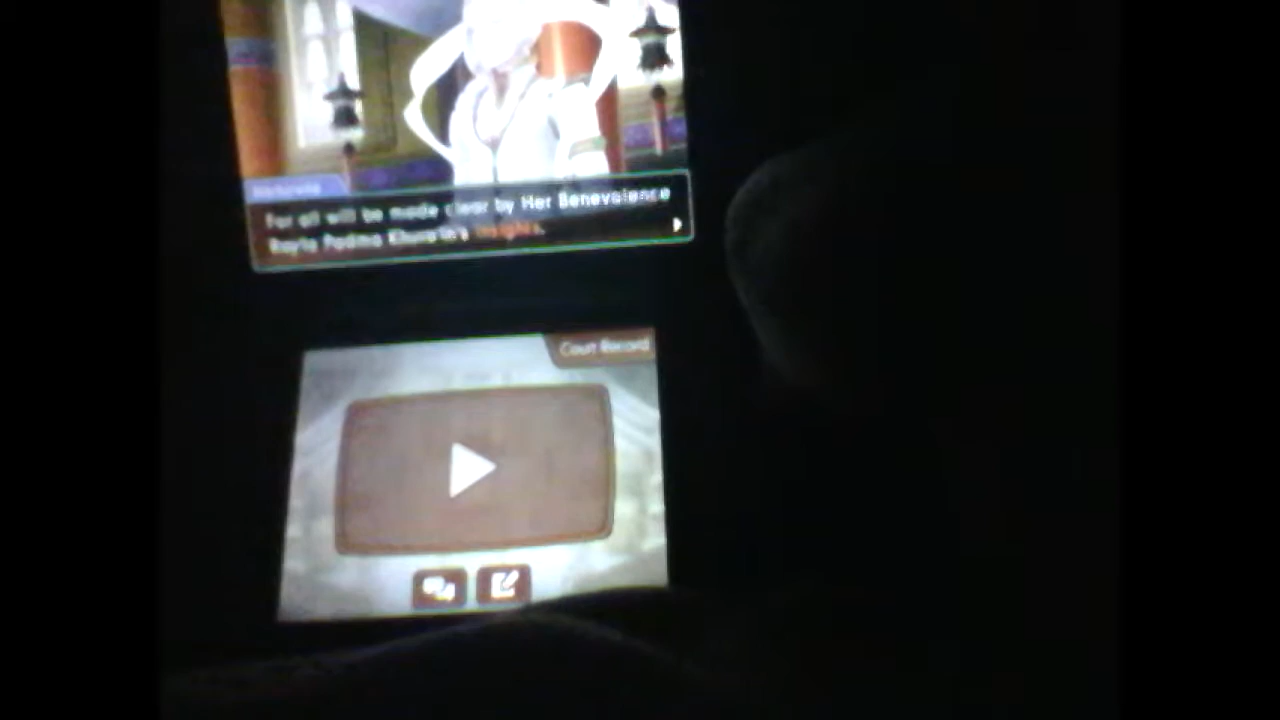 For all will be made clear by Her Benevolence
Rayfa Padma Khura'in's insights.
Court Record